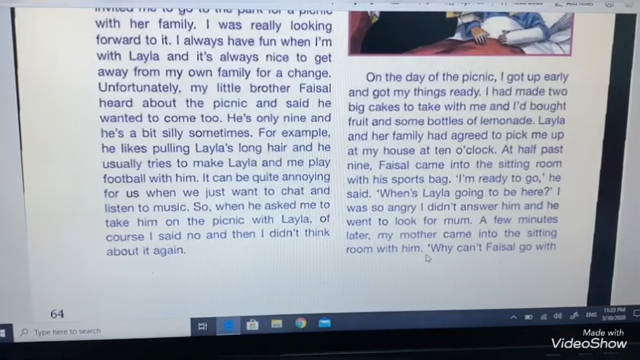 invited me to go to the park for a picnic
with her family. I was really looking
forward to it. I always have fun when I'm
with Layla and it's always nice to get
away from my own family for a change.
Unfortunately, my little brother Faisal
heard about the picnic and said he
wanted to come too. He's only nine and
he's a bit silly sometimes. For example,
he likes pulling Layla's long hair and he
usually tries to make Layla and me play
football with him. It can be quite annoying
for us when we just want to chat and
listen to music. So, when he asked me to
take him on the picnic with Layla, of
course I said no and then I didn't think
about it again.
64
On the day of the picnic, I got up early
and got my things ready. I had made two
big cakes to take with me and I'd bought
fruit and some bottles of lemonade. Layla
and her family had agreed to pick me up
at my house at ten o'clock. At half past
nine, Faisal came into the sitting room
with his sports bag. 'I'm ready to go,' he
said. 'When's Layla going to be here?' I
was so angry I didn't answer him and he
went to look for mum. A few minutes
later, my mother came into the sitting
room with him. 'Why can't Faisal go with
Type here to search
ENG
11:23 PM
3/10/2020
Made with
VideoShow